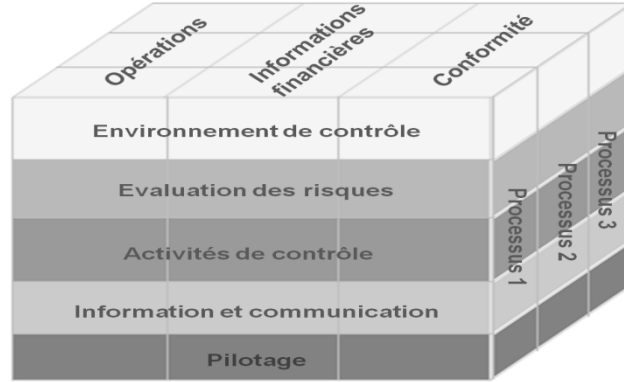 Opérations
Informations
financières
Conformité
Environnement de contrôle
Evaluation des risques
Activités de contrôle
Information et communication
Pilotage
Processus 1
Processus 2
Processus 3